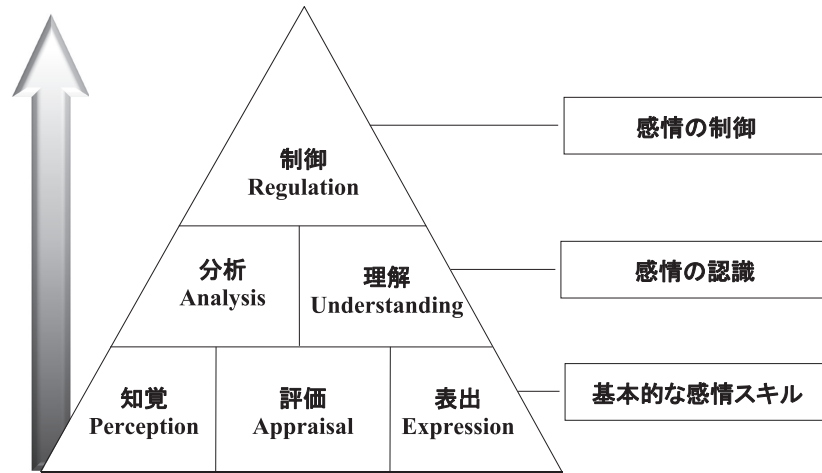 制御
Regulation
感情の制御
分析
Analysis
理解
Understanding
感情の認識
知覚
Perception
評価
Appraisal
表出
Expression
基本的な感情スキル